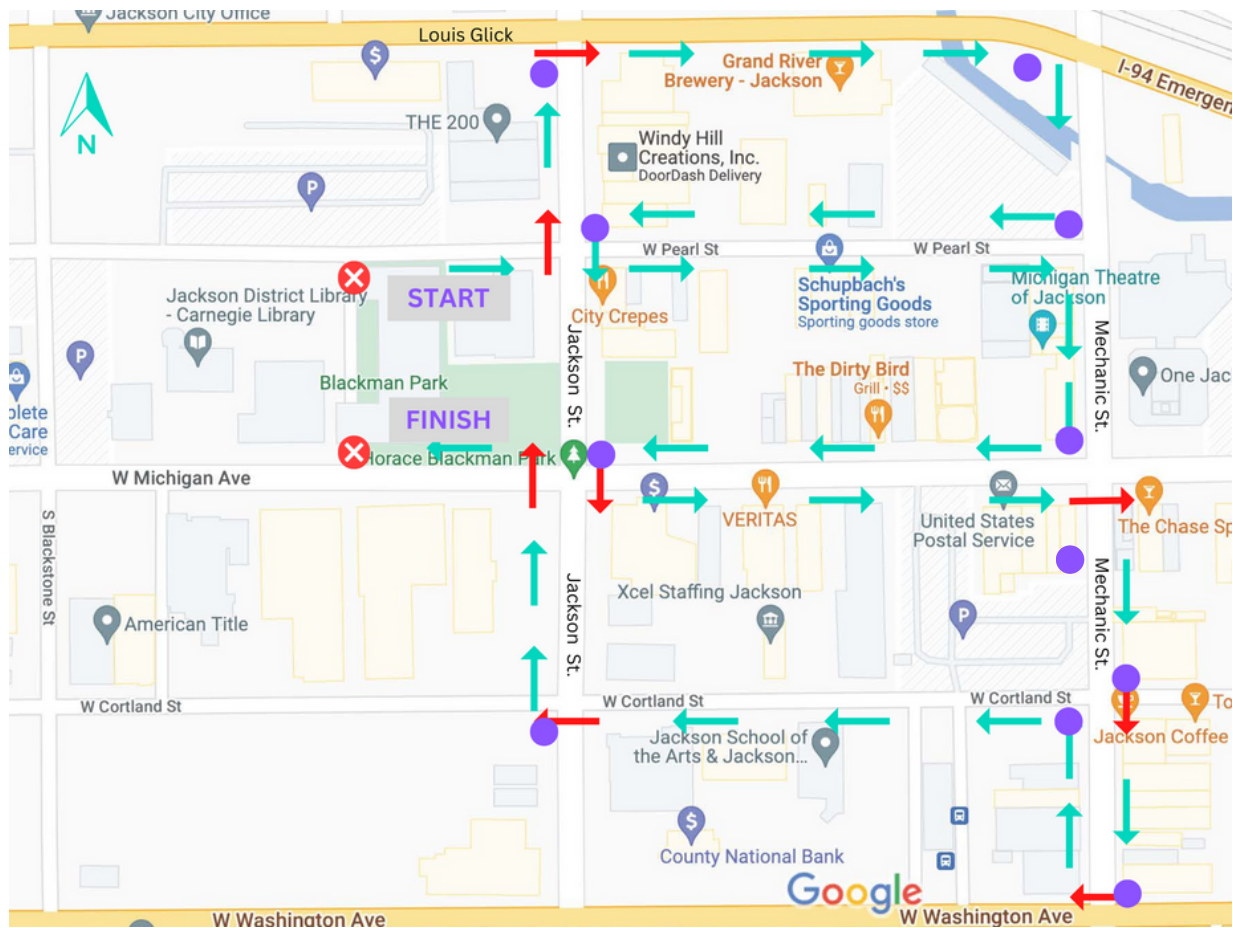 Jackson City Office
Louis Glick
I-94 Emergen
Grand River
Brewery - Jackson
N
THE 200
Windy Hill
Creations, Inc.
DoorDash Delivery
P
W Pearl St
W Pearl St
START
Jackson District Library
- Carnegie Library
City Crepes
Schupbach's
Sporting Goods
Sporting goods store
Michigan Theatre
of Jackson
P
Jackson St.
Mechanic St.
One Jac
plete
Care
ervice
Blackman Park
The Dirty Bird
Grill • $$
FINISH
Horace Blackman Park
W Michigan Ave
$
VERITAS
United States
Postal Service
The Chase Sp
S Blackstone St
Jackson St.
Mechanic St.
Xcel Staffing Jackson
P
American Title
W Cortland St
W Cortland St
W Cortland St
To
Jackson School of
the Arts & Jackson...
Jackson Coffee
$
County National Bank
Google
W Washington Ave
W Washington Ave
$